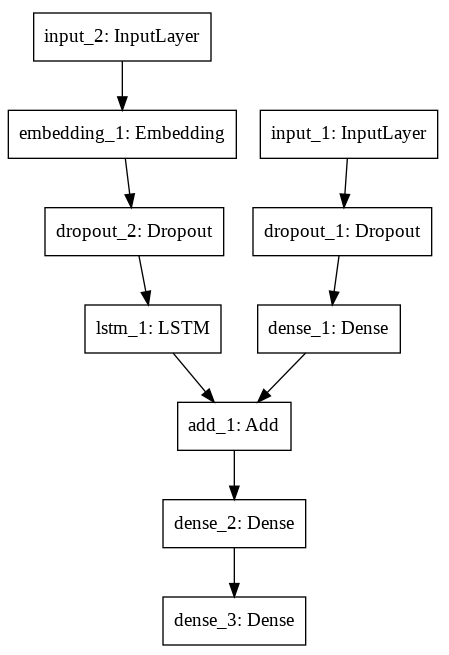 input_2: InputLayer
embedding_1: Embedding
input_1: InputLayer
dropout_2: Dropout
dropout_1: Dropout
lstm_1: LSTM
dense_1: Dense
add_1: Add
dense_2: Dense
dense_3: Dense